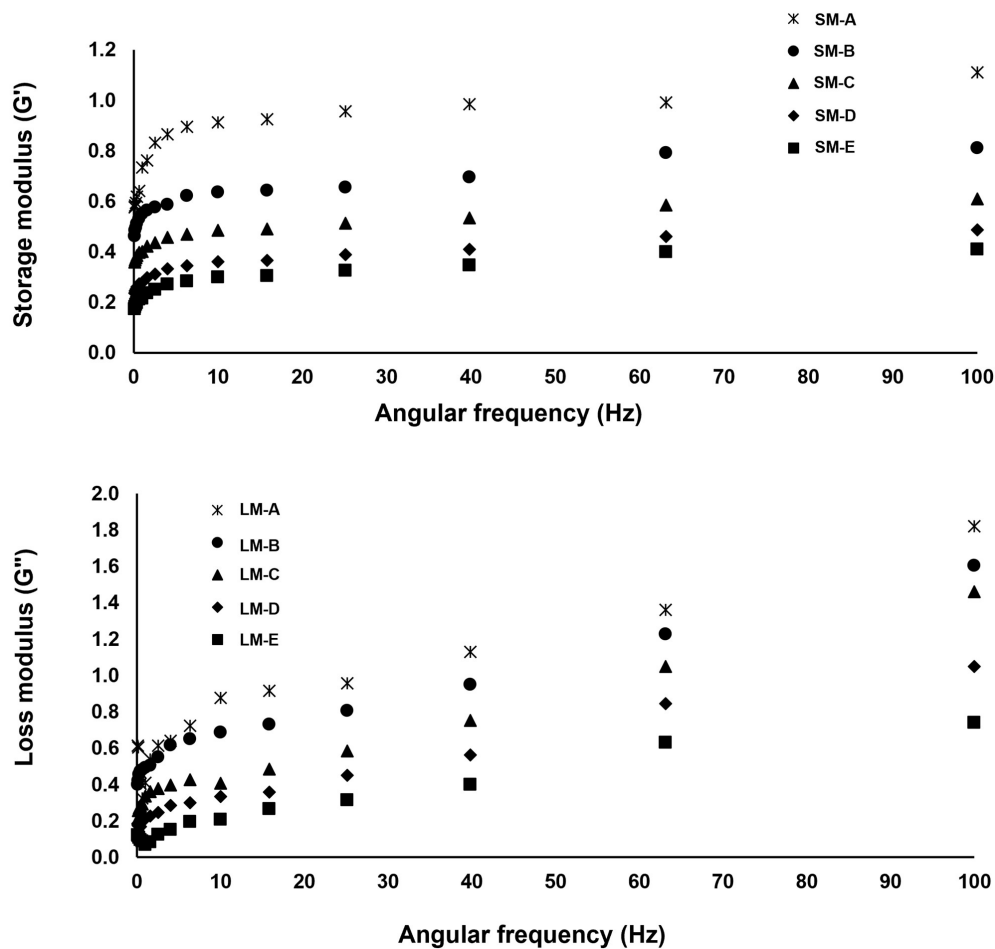 SM-A
SM-B
SM-C
SM-D
SM-E
1.2
1.0
0.8
0.6
0.4
0.2
0.0
Storage modulus (G')
0 10 20 30 40 50 60 70 80 90 100
Angular frequency (Hz)
2.0
1.8
1.6
1.4
1.2
1.0
0.8
0.6
0.4
0.2
0.0
Loss modulus (G")
LM-A
LM-B
LM-C
LM-D
LM-E
0 10 20 30 40 50 60 70 80 90 100
Angular frequency (Hz)